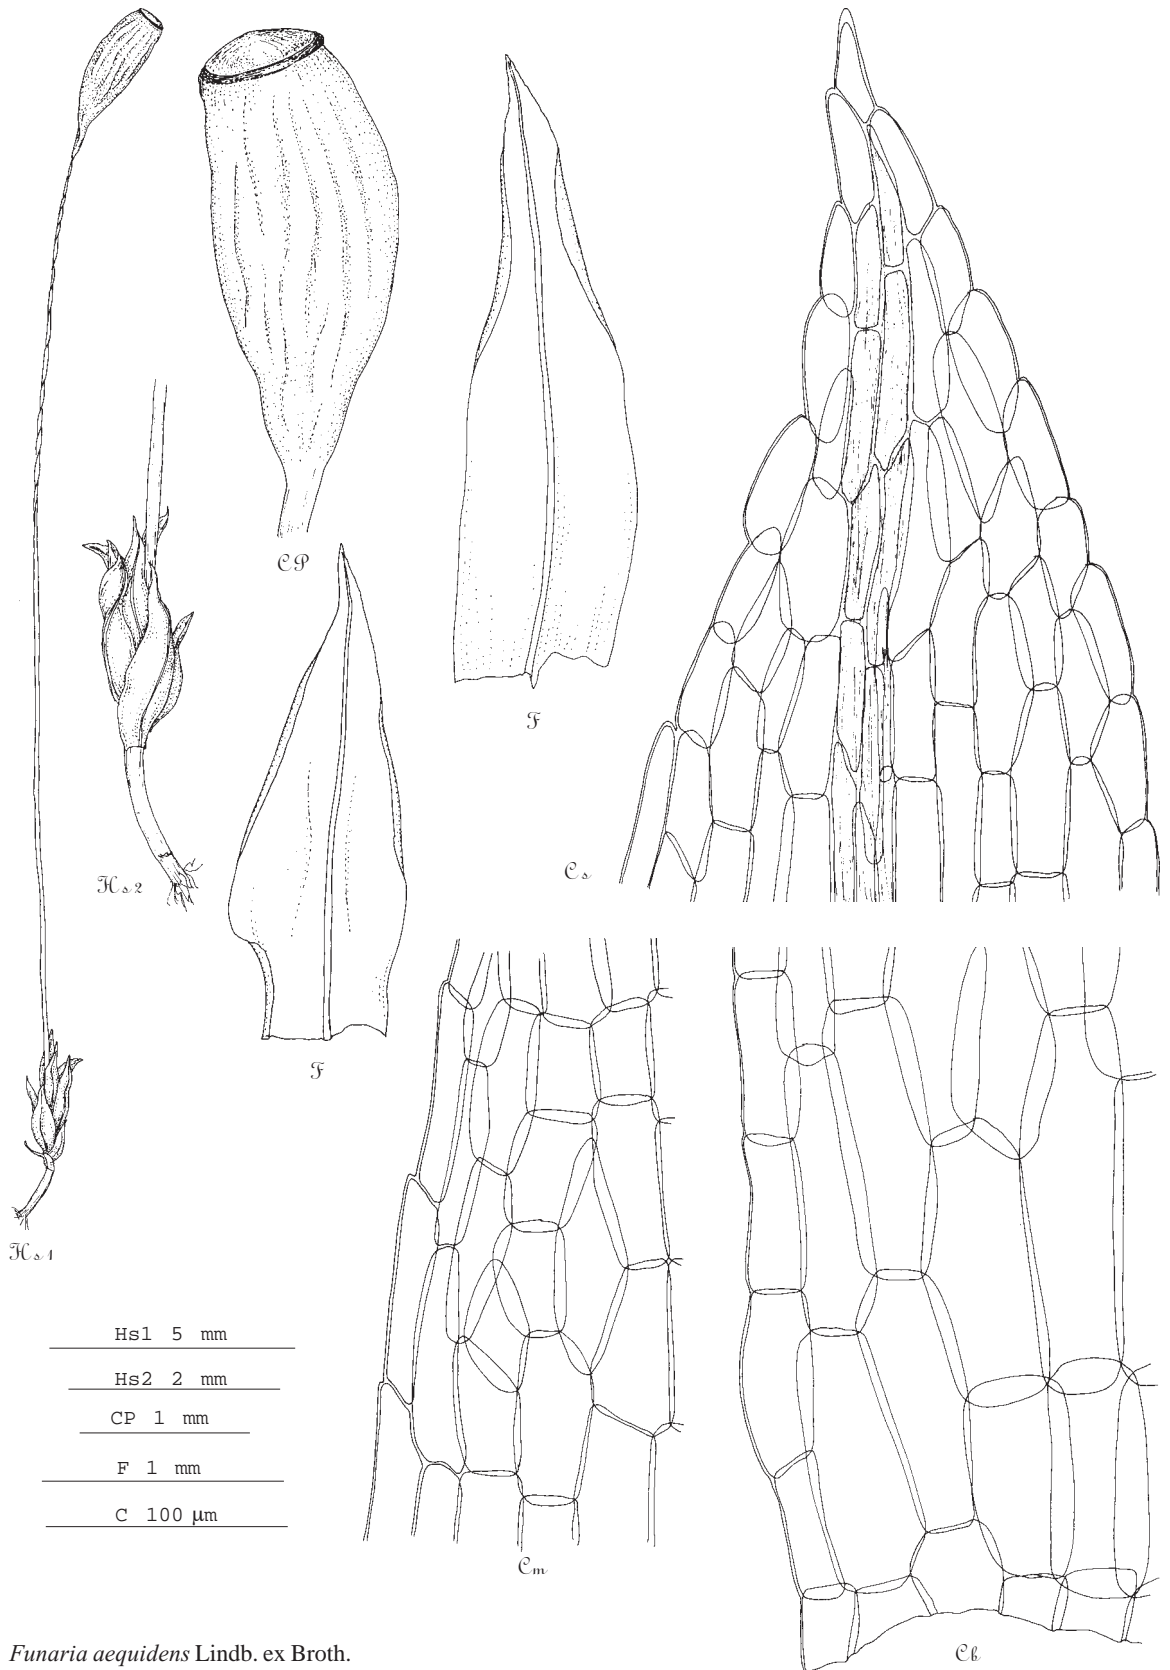 CP
F
Hs2
Cs
F
Hs1
Hs1 5 mm
Hs2 2 mm
CP 1 mm
F 1 mm
C 100 µm
Cm
Cb
Funaria aequidens Lindb. ex Broth.